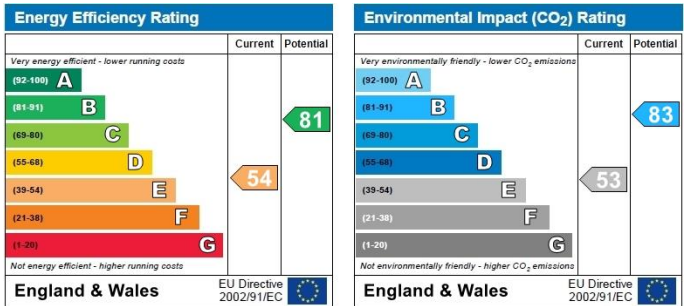 Energy Efficiency Rating
Current Potential
Very energy efficient - lower running costs
(92-100) A
(81-91) B
(69-80) C
(55-68) D
(39-54) E
(21-38) F
(1-20) G
81
54
Not energy efficient - higher running costs
England & Wales
EU Directive
2002/91/EC
Environmental Impact (CO₂) Rating
Current Potential
Very environmentally friendly - lower CO₂ emissions
(92-100) A
(81-91) B
(69-80) C
(55-68) D
(39-54) E
(21-38) F
(1-20) G
83
53
Not environmentally friendly - higher CO₂ emissions
England & Wales
EU Directive
2002/91/EC